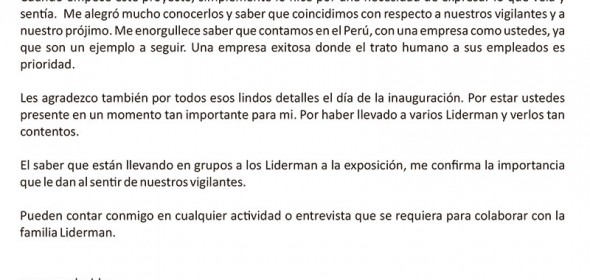 sentía. Me alegró mucho conocerlos y saber que coincidimos con respecto a nuestros vigilantes y a
nuestro prójimo. Me enorgullece saber que contamos en el Perú, con una empresa como ustedes, ya
que son un ejemplo a seguir. Una empresa exitosa donde el trato humano a sus empleados es
prioridad.
Les agradezco también por todos esos lindos detalles el día de la inauguración. Por estar ustedes
presente en un momento tan importante para mi. Por haber llevado a varios Liderman y verlos tan
contentos.
El saber que están llevando en grupos a los Liderman a la exposición, me confirma la importancia
que le dan al sentir de nuestros vigilantes.
Pueden contar conmigo en cualquier actividad o entrevista que se requiera para colaborar con la
familia Liderman.